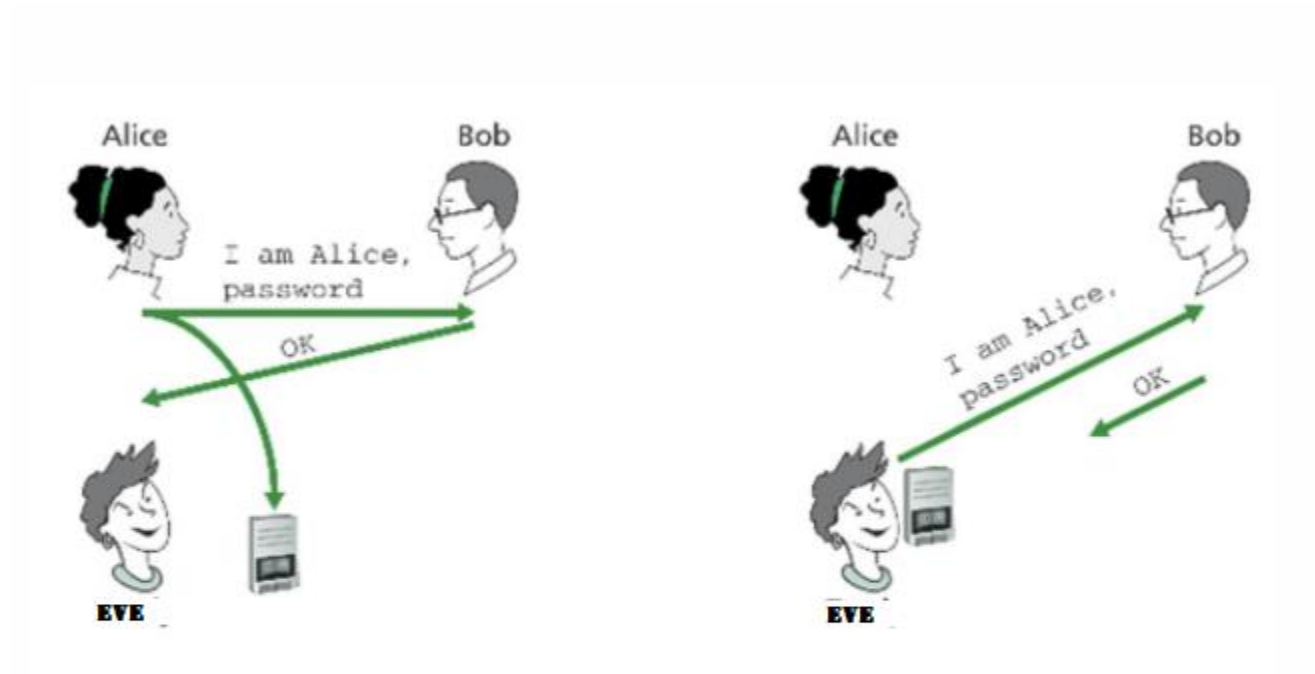 Alice
Bob
I am Alice,
password
OK
EVE
Alice
Bob
I am Alice,
password
OK
EVE